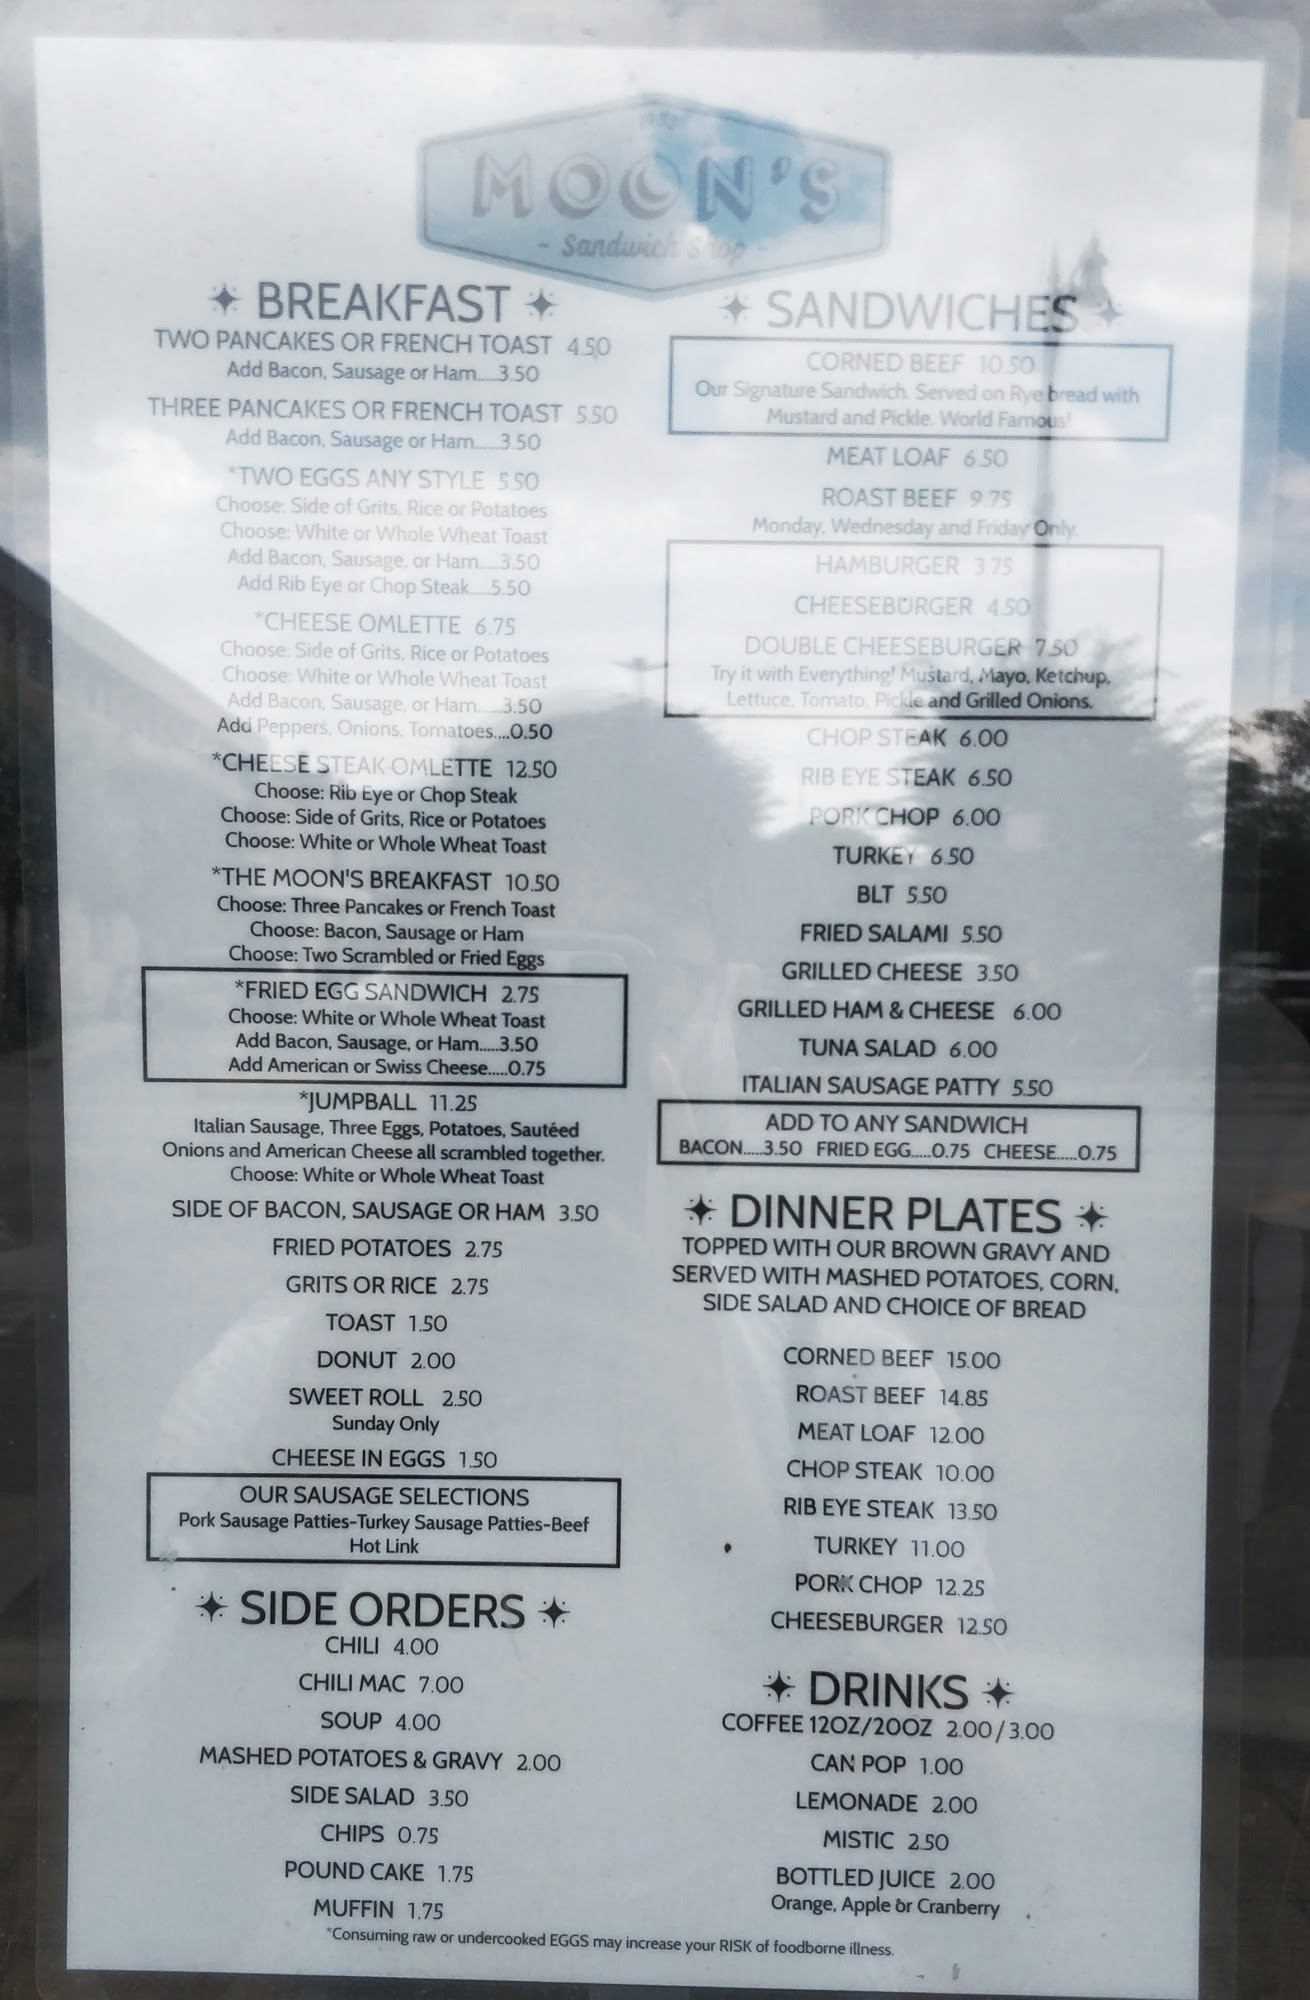 MOON'S
- Sandwich Shop -
BREAKFAST
TWO PANCAKES OR FRENCH TOAST 4.50
Add Bacon, Sausage or Ham.....3.50
THREE PANCAKES OR FRENCH TOAST 5.50
Add Bacon, Sausage or Ham......3.50
*TWO EGGS ANY STYLE 5.50
Choose: Side of Grits, Rice or Potatoes
Choose: White or Whole Wheat Toast
Add Bacon, Sausage, or Ham.....3.50
Add Rib Eye or Chop Steak.....5.50
*CHEESE OMLETTE 6.75
Choose: Side of Grits, Rice or Potatoes
Choose: White or Whole Wheat Toast
Add Bacon, Sausage, or Ham......3.50
Add Peppers, Onions, Tomatoes....0.50
*CHEESE STEAK OMLETTE 12.50
Choose: Rib Eye or Chop Steak
Choose: Side of Grits, Rice or Potatoes
Choose: White or Whole Wheat Toast
*THE MOON'S BREAKFAST 10.50
Choose: Three Pancakes or French Toast
Choose: Bacon, Sausage or Ham
Choose: Two Scrambled or Fried Eggs
*FRIED EGG SANDWICH 2.75
Choose: White or Whole Wheat Toast
Add Bacon, Sausage, or Ham.....3.50
Add American or Swiss Cheese.....0.75
*JUMPBALL 11.25
Italian Sausage, Three Eggs, Potatoes, Sautéed
Onions and American Cheese all scrambled together.
Choose: White or Whole Wheat Toast
SIDE OF BACON, SAUSAGE OR HAM 3.50
FRIED POTATOES 2.75
GRITS OR RICE 2.75
TOAST 1.50
DONUT 2.00
SWEET ROLL 2.50
Sunday Only
CHEESE IN EGGS 1.50
OUR SAUSAGE SELECTIONS
Pork Sausage Patties-Turkey Sausage Patties-Beef
Hot Link
SIDE ORDERS
CHILI 4.00
CHILI MAC 7.00
SOUP 4.00
MASHED POTATOES & GRAVY 2.00
SIDE SALAD 3.50
CHIPS 0.75
POUND CAKE 1.75
MUFFIN 1.75
SANDWICHES
CORNED BEEF 10.50
Our Signature Sandwich. Served on Rye bread with
Mustard and Pickle. World Famous!
MEAT LOAF 6.50
ROAST BEEF 9.75
Monday, Wednesday and Friday Only.
HAMBURGER 3.75
CHEESEBURGER 4.50
DOUBLE CHEESEBURGER 7.50
Try it with Everything! Mustard, Mayo, Ketchup,
Lettuce, Tomato, Pickle and Grilled Onions.
CHOP STEAK 6.00
RIB EYE STEAK 6.50
PORK CHOP 6.00
TURKEY 6.50
BLT 5.50
FRIED SALAMI 5.50
GRILLED CHEESE 3.50
GRILLED HAM & CHEESE 6.00
TUNA SALAD 6.00
ITALIAN SAUSAGE PATTY 5.50
ADD TO ANY SANDWICH
BACON.....3.50 FRIED EGG.....0.75 CHEESE.....0.75
DINNER PLATES
TOPPED WITH OUR BROWN GRAVY AND
SERVED WITH MASHED POTATOES, CORN,
SIDE SALAD AND CHOICE OF BREAD
CORNED BEEF 15.00
ROAST BEEF 14.85
MEAT LOAF 12.00
CHOP STEAK 10.00
RIB EYE STEAK 13.50
TURKEY 11.00
PORK CHOP 12.25
CHEESEBURGER 12.50
DRINKS
COFFEE 12OZ/20OZ 2.00/3.00
CAN POP 1.00
LEMONADE 2.00
MISTIC 2.50
BOTTLED JUICE 2.00
Orange, Apple or Cranberry
*Consuming raw or undercooked EGGS may increase your RISK of foodborne illness.